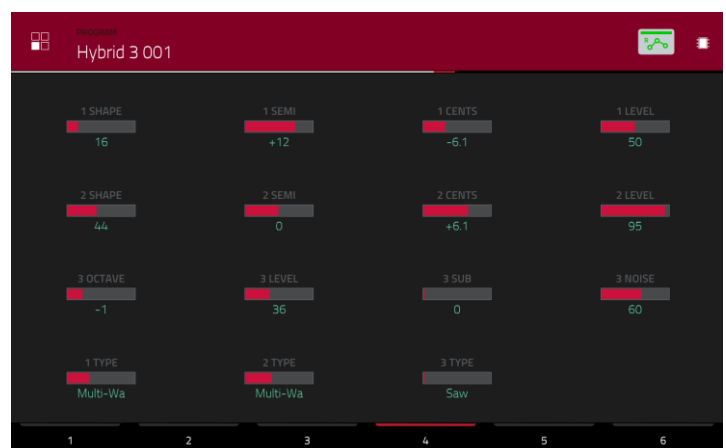 PROGRAM
Hybrid 3 001
1 SHAPE
1 SEMI
1 CENTS
1 LEVEL
16
+12
-6.1
50
2 SHAPE
2 SEMI
2 CENTS
2 LEVEL
44
0
+6.1
95
3 OCTAVE
3 LEVEL
3 SUB
3 NOISE
-1
36
0
60
1 TYPE
2 TYPE
3 TYPE
Multi-Wa
Multi-Wa
Saw
1
2
3
4
5
6